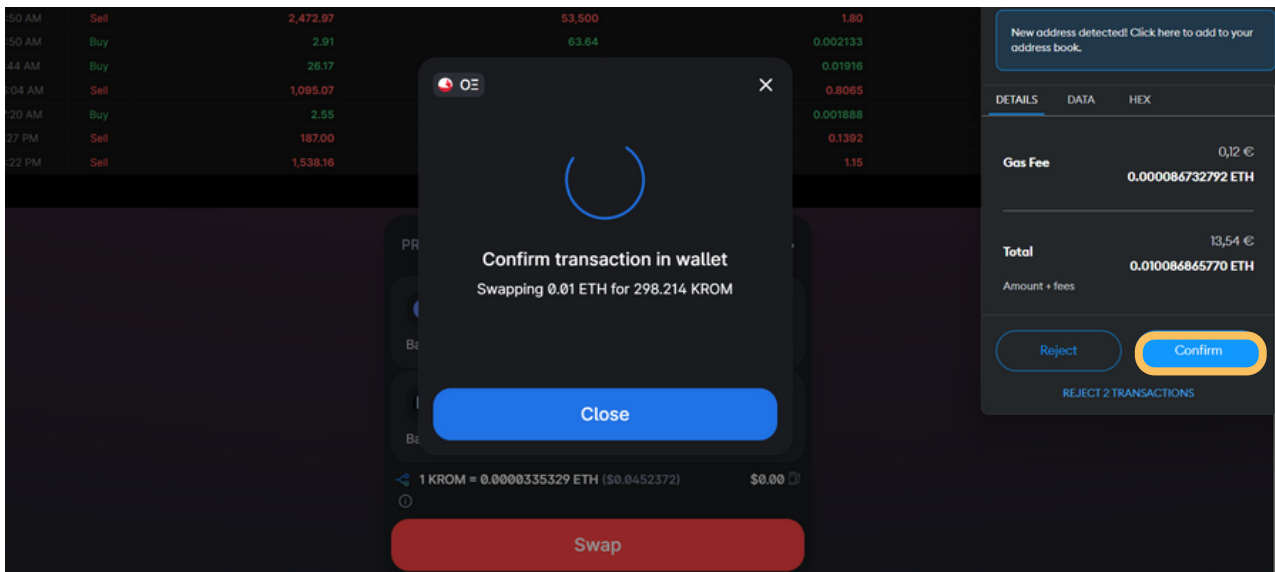 :50 AM Sell 2,472.97 53,500 1.80
:50 AM Buy 2.91 63.64 0.002133
:44 AM Buy 26.17 0.01916
:04 AM Sell 1,095.07 0.8065
:20 AM Buy 2.55 0.001888
:27 PM Sell 187.00 0.1392
:22 PM Sell 1,538.16 1.15
Confirm transaction in wallet
Swapping 0.01 ETH for 298.214 KROM
Close
PR
Ba
Ba
1 KROM = 0.0000335329 ETH ($0.0452372) $0.00
Swap
New address detected! Click here to add to your
address book.
DETAILS DATA HEX
0,12 €
Gas Fee
0.000086732792 ETH
13,54 €
Total
0.010086865770 ETH
Amount + fees
Reject Confirm
REJECT 2 TRANSACTIONS